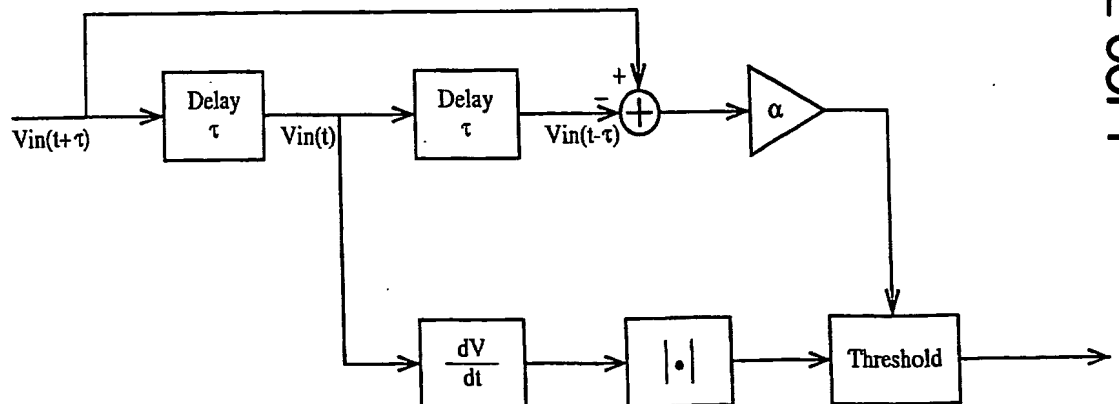 Delay
τ
Delay
τ
+
−
+
α
Vin(t+τ)
Vin(t)
Vin(t-τ)
dV
dt
|•|
Threshold